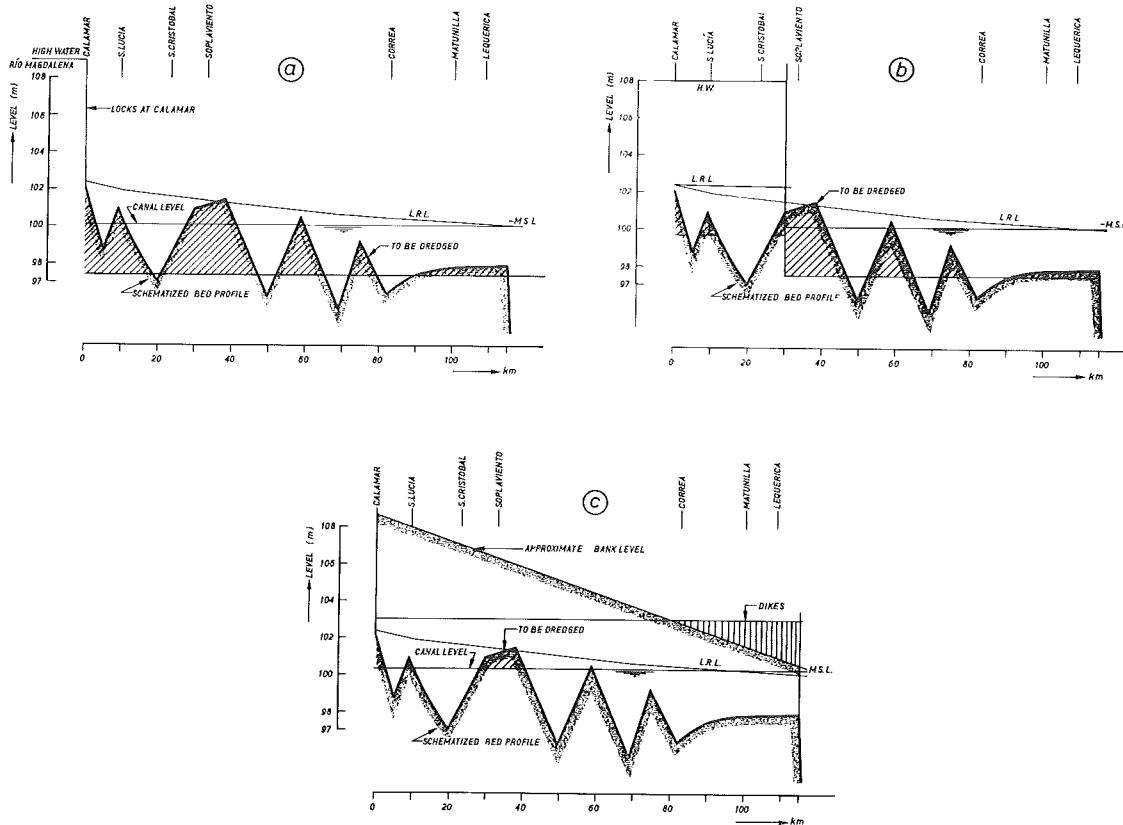 CALAMAR
S.LUCIA
S.CRISTOBAL
SOPLAVIENTO
CORREA
MATUNILLA
LEQUERICA
HIGH WATER
RÍO MAGDALENA
a
LEVEL (m)
108
106
104
102
100
98
97
LOCKS AT CALAMAR
CANAL LEVEL
L.R.L.
M.S.L
TO BE DREDGED
SCHEMATIZED BED PROFILE
0 20 40 60 80 100
km
CALAMAR
S.LUCIA
S CRISTOBAL
SOPLAVIENTO
CORREA
MATUNILLA
LEQUERICA
b
LEVEL (m)
108
106
104
102
100
98
97
H.W.
L.R.L.
TO BE DREDGED
L.R.L
M.S.L.
SCHEMATIZED BED PROFILE
0 20 40 60 80 100
km
CALAMAR
S.LUCIA
S.CRISTOBAL
SOPLAVIENTO
CORREA
MATUNILLA
LEQUERICA
c
LEVEL (m)
108
106
104
102
100
98
97
APPROXIMATE BANK LEVEL
DIKES
TO BE DREDGED
CANAL LEVEL
L.R.L.
M.S.L.
SCHEMATIZED BED PROFILE
0 20 40 60 80 100
km